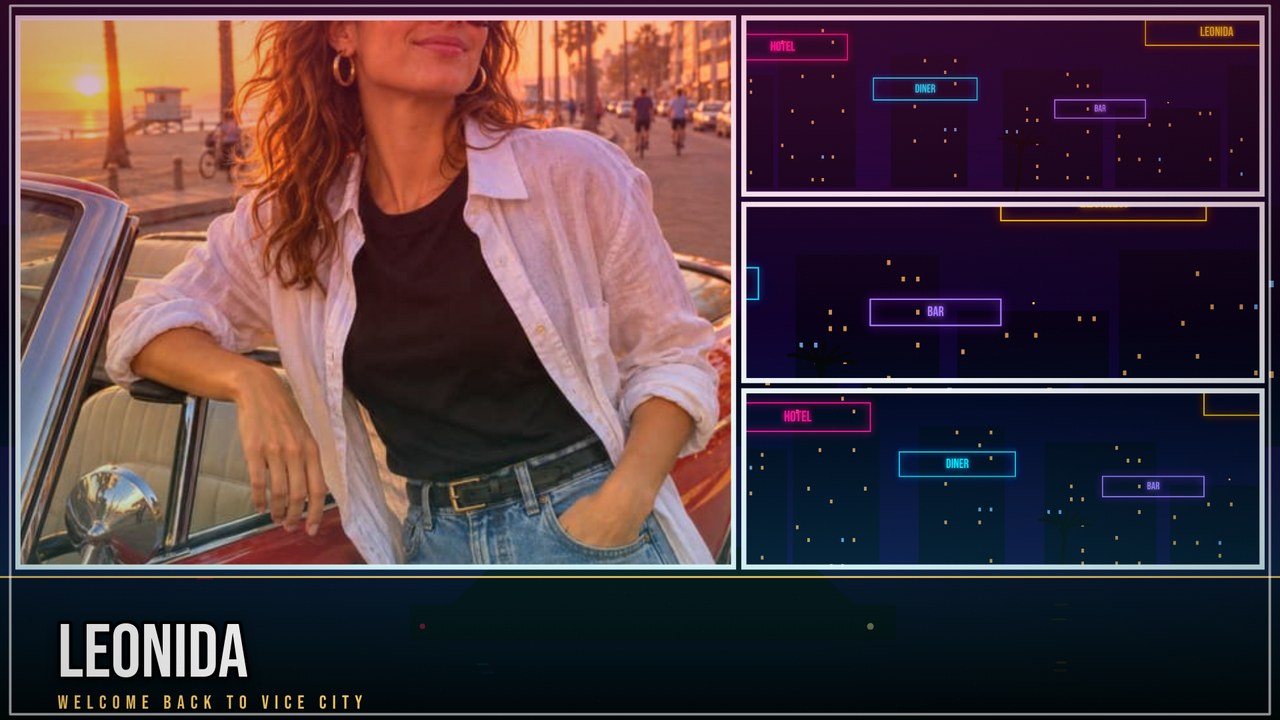 HOTEL
LEONIDA
DINER
BAR
BAR
HOTEL
DINER
BAR
LEONIDA
WELCOME BACK TO VICE CITY